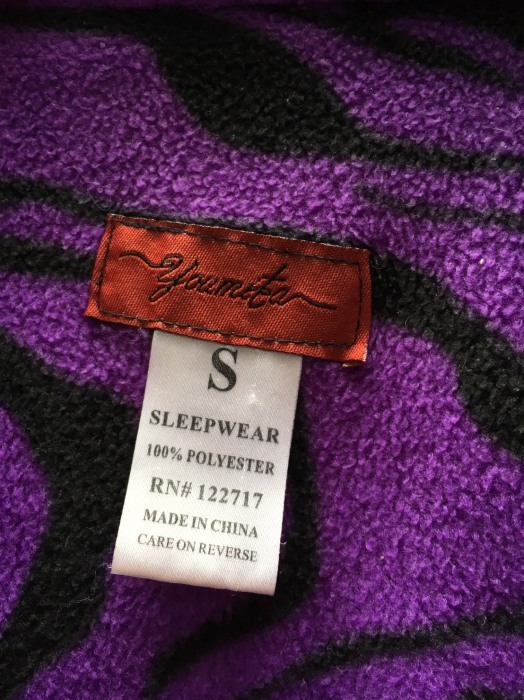 Youmita
S
SLEEPWEAR
100% POLYESTER
RN# 122717
MADE IN CHINA
CARE ON REVERSE